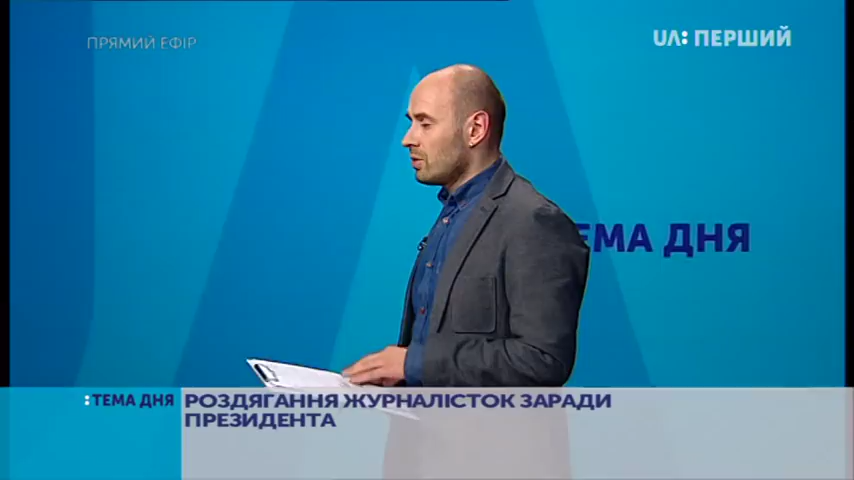 ПРЯМИЙ ЕФІР
UA: ПЕРШИЙ
ЕМА ДНЯ
:ТЕМА ДНЯ
РОЗДЯГАННЯ ЖУРНАЛІСТОК ЗАРАДИ
ПРЕЗИДЕНТА